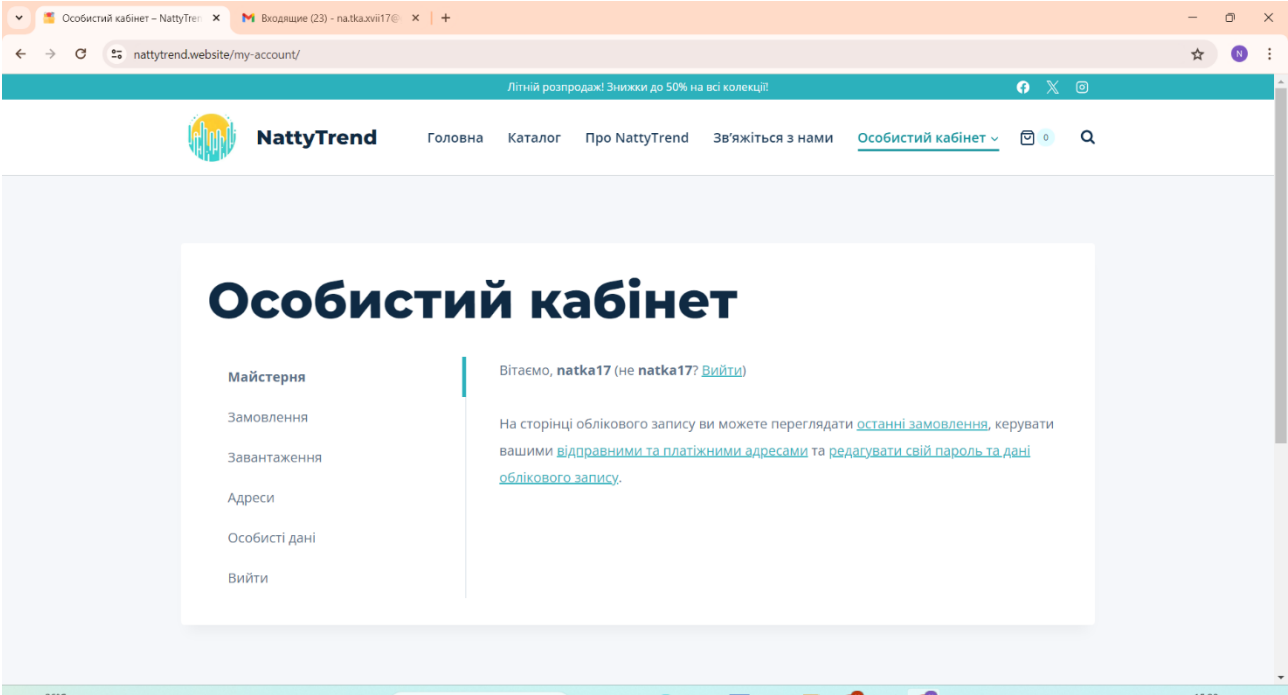 Особистий кабінет – NattyTren
Входящие (23) - na.tka.xvii17@
nattytrend.website/my-account/
N
Літній розпродаж! Знижки до 50% на всі колекції!
NattyTrend Головна Каталог Про NattyTrend Зв'яжіться з нами Особистий кабінет 0
Особистий кабінет
Майстерня
Замовлення
Завантаження
Адреси
Особисті дані
Вийти
Вітаємо, natka17 (не natka17? Вийти)
На сторінці облікового запису ви можете переглядати останні замовлення, керувати
вашими відправними та платіжними адресами та редагувати свій пароль та дані
облікового запису.